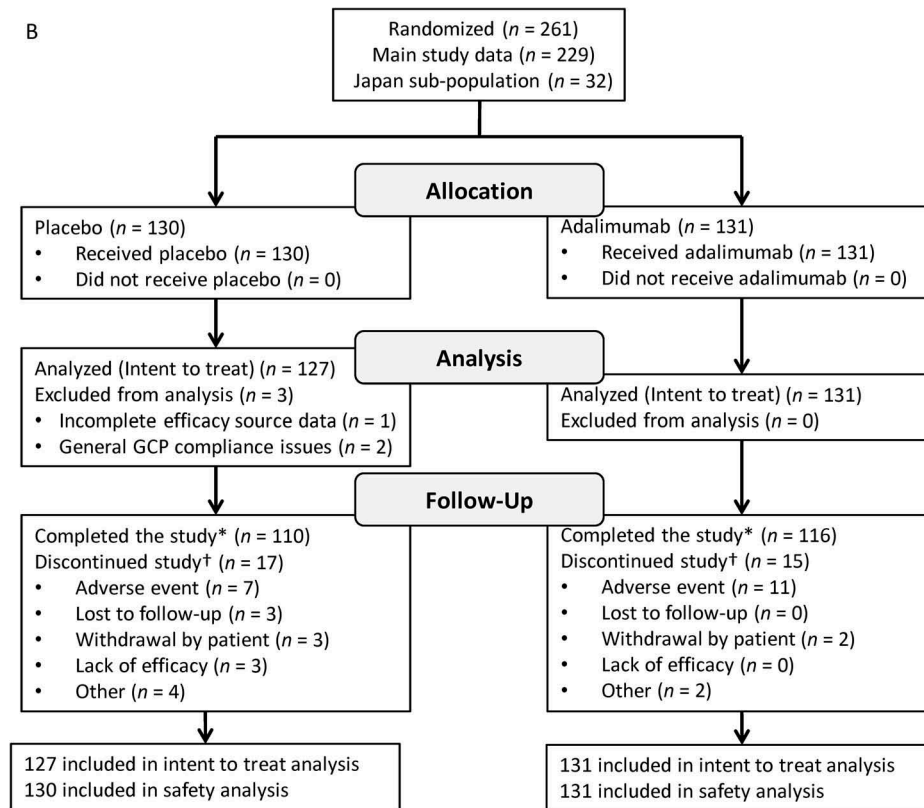 B
Randomized (n = 261)
Main study data (n = 229)
Japan sub-population (n = 32)
Allocation
Placebo (n = 130)
• Received placebo (n = 130)
• Did not receive placebo (n = 0)
Adalimumab (n = 131)
• Received adalimumab (n = 131)
• Did not receive adalimumab (n = 0)
Analysis
Analyzed (Intent to treat) (n = 127)
Excluded from analysis (n = 3)
• Incomplete efficacy source data (n = 1)
• General GCP compliance issues (n = 2)
Analyzed (Intent to treat) (n = 131)
Excluded from analysis (n = 0)
Follow-Up
Completed the study* (n = 110)
Discontinued study† (n = 17)
• Adverse event (n = 7)
• Lost to follow-up (n = 3)
• Withdrawal by patient (n = 3)
• Lack of efficacy (n = 3)
• Other (n = 4)
Completed the study* (n = 116)
Discontinued study† (n = 15)
• Adverse event (n = 11)
• Lost to follow-up (n = 0)
• Withdrawal by patient (n = 2)
• Lack of efficacy (n = 0)
• Other (n = 2)
127 included in intent to treat analysis
130 included in safety analysis
131 included in intent to treat analysis
131 included in safety analysis